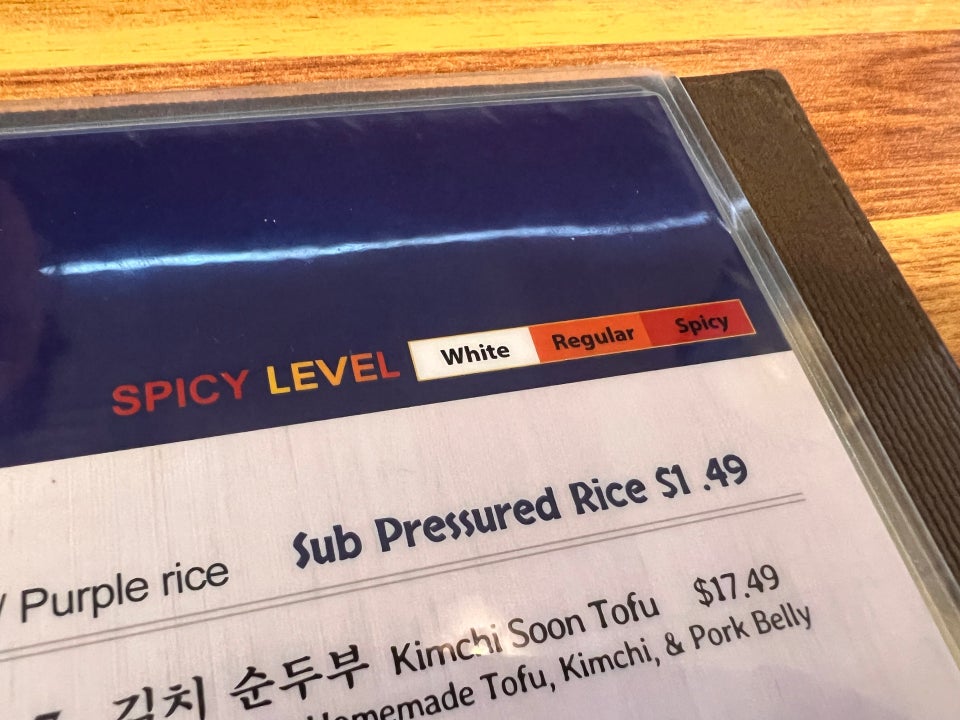 SPICY LEVEL White Regular Spicy
Sub Pressured Rice $1 .49
/ Purple rice
김치 순두부 Kimchi Soon Tofu $17.49
Homemade Tofu, Kimchi, & Pork Belly